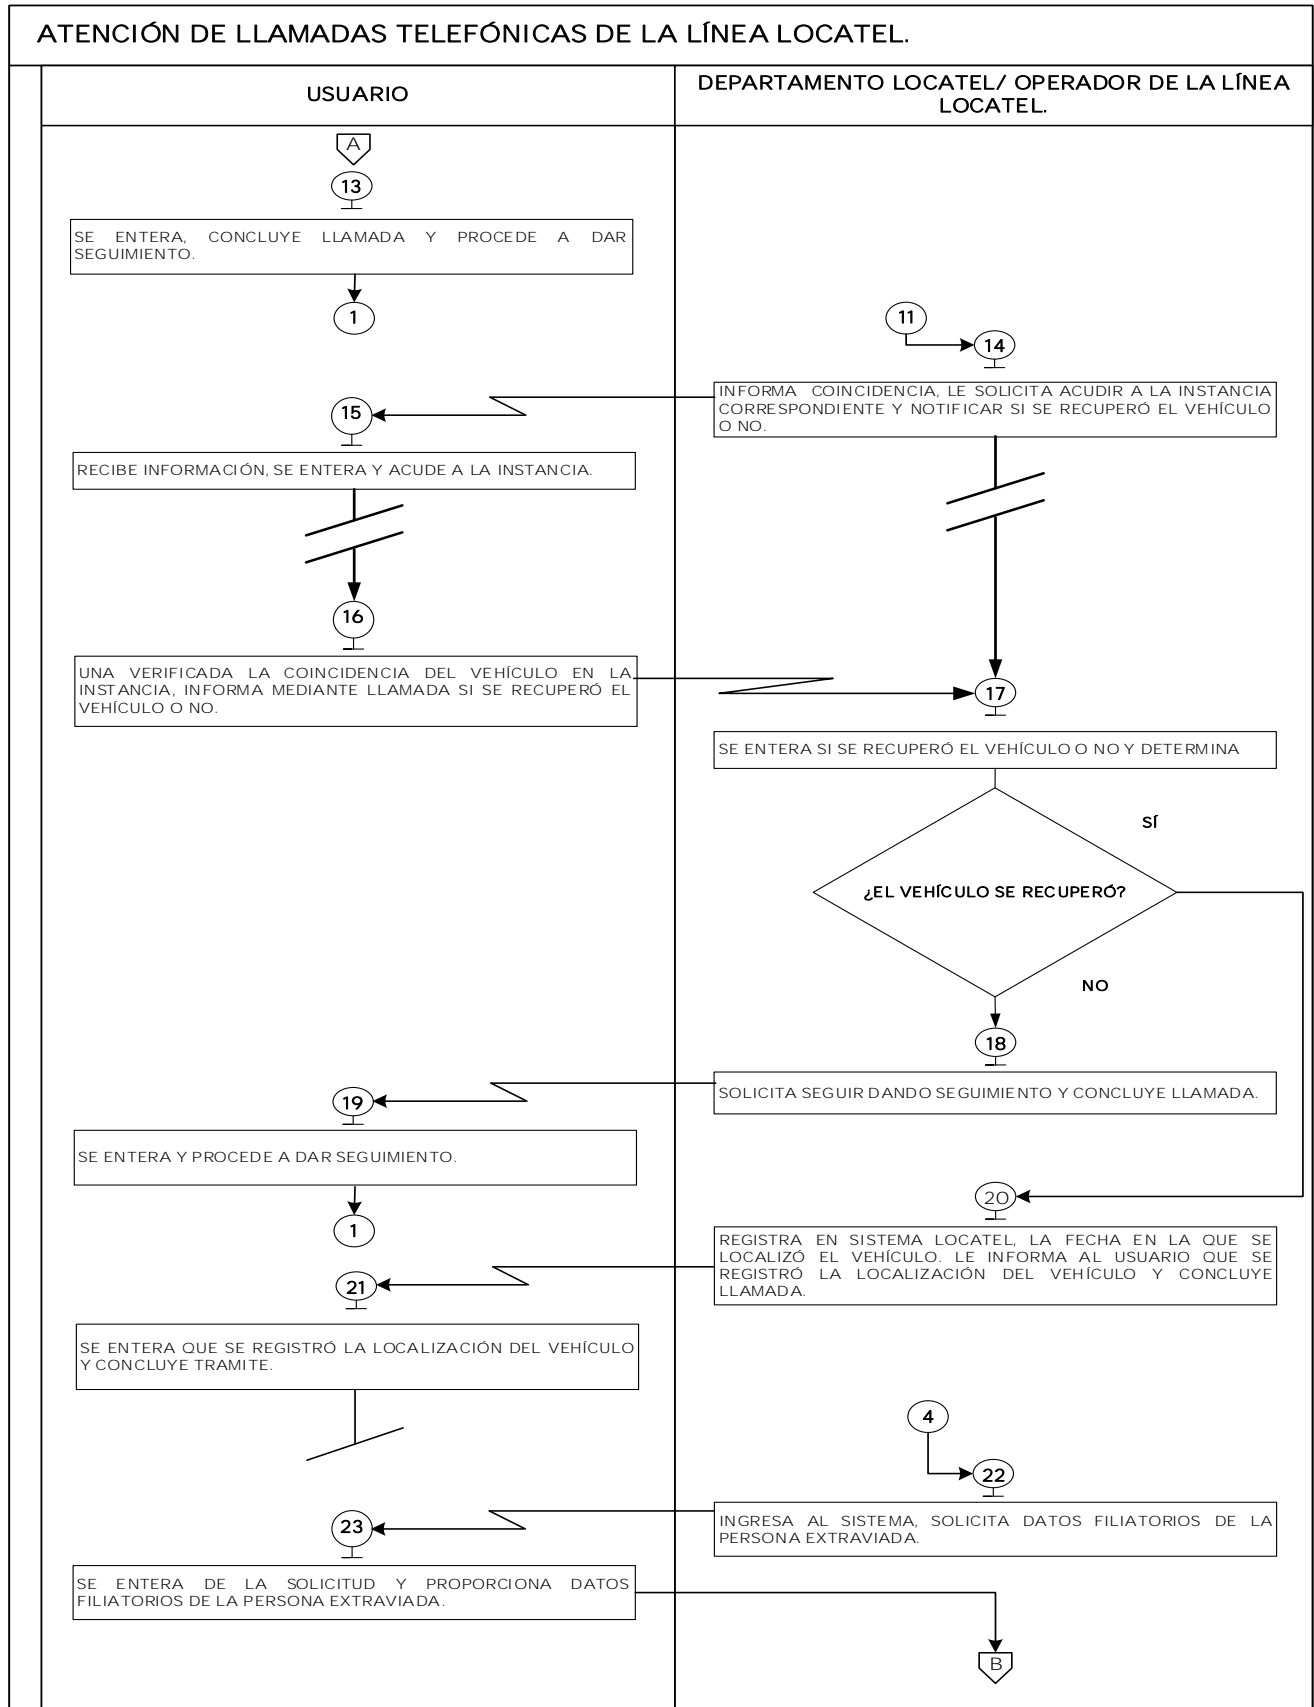 ATENCIÓN DE LLAMADAS TELEFÓNICAS DE LA LÍNEA LOCATEL.
USUARIO
DEPARTAMENTO LOCATEL/ OPERADOR DE LA LÍNEA
LOCATEL.
A
13
SE ENTERA, CONCLUYE LLAMADA Y PROCEDE A DAR
SEGUIMIENTO.
1
11
14
INFORMA COINCIDENCIA, LE SOLICITA ACUDIR A LA INSTANCIA
CORRESPONDIENTE Y NOTIFICAR SI SE RECUPERÓ EL VEHÍCULO
O NO.
15
RECIBE INFORMACIÓN, SE ENTERA Y ACUDE A LA INSTANCIA.
16
UNA VERIFICADA LA COINCIDENCIA DEL VEHÍCULO EN LA
INSTANCIA, INFORMA MEDIANTE LLAMADA SI SE RECUPERÓ EL
VEHÍCULO O NO.
17
SE ENTERA SI SE RECUPERÓ EL VEHÍCULO O NO Y DETERMINA
SÍ
¿EL VEHÍCULO SE RECUPERÓ?
NO
18
SOLICITA SEGUIR DANDO SEGUIMIENTO Y CONCLUYE LLAMADA.
19
SE ENTERA Y PROCEDE A DAR SEGUIMIENTO.
1
20
REGISTRA EN SISTEMA LOCATEL, LA FECHA EN LA QUE SE
LOCALIZÓ EL VEHÍCULO. LE INFORMA AL USUARIO QUE SE
REGISTRÓ LA LOCALIZACIÓN DEL VEHÍCULO Y CONCLUYE
LLAMADA.
21
SE ENTERA QUE SE REGISTRÓ LA LOCALIZACIÓN DEL VEHÍCULO
Y CONCLUYE TRAMITE.
4
22
INGRESA AL SISTEMA, SOLICITA DATOS FILIATORIOS DE LA
PERSONA EXTRAVIADA.
23
SE ENTERA DE LA SOLICITUD Y PROPORCIONA DATOS
FILIATORIOS DE LA PERSONA EXTRAVIADA.
B